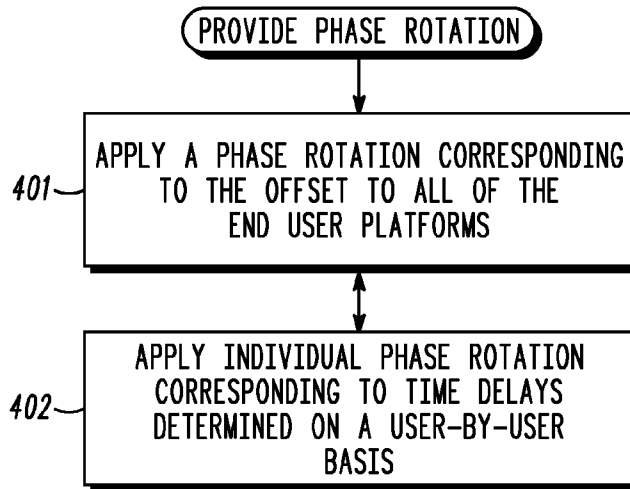 PROVIDE PHASE ROTATION
APPLY A PHASE ROTATION CORRESPONDING
TO THE OFFSET TO ALL OF THE
END USER PLATFORMS
401
APPLY INDIVIDUAL PHASE ROTATION
CORRESPONDING TO TIME DELAYS
DETERMINED ON A USER-BY-USER
BASIS
402